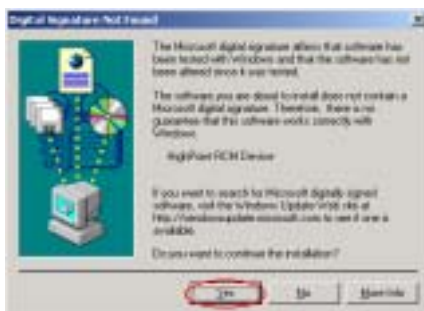 Digital Signature Not Found
The Microsoft digital signature affirms that software has
been tested with Windows and that the software has not
been altered since it was tested.
The software you are about to install does not contain a
Microsoft digital signature. Therefore, there is no
guarantee that this software works correctly with
Windows.
HighPoint RCM Device
If you want to search for Microsoft digitally signed
software, visit the Windows Update Web site at
http://windowsupdate.microsoft.com to see if one is
available.
Do you want to continue the installation?
Yes
No
More Info